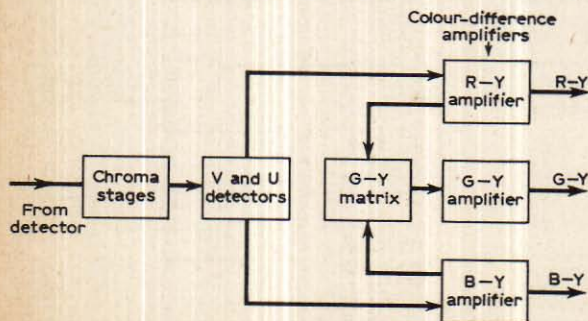 Colour-difference
amplifiers
R–Y
amplifier
R–Y
Chroma
stages
V and U
detectors
G–Y
matrix
G–Y
amplifier
G–Y
From
detector
B–Y
amplifier
B–Y